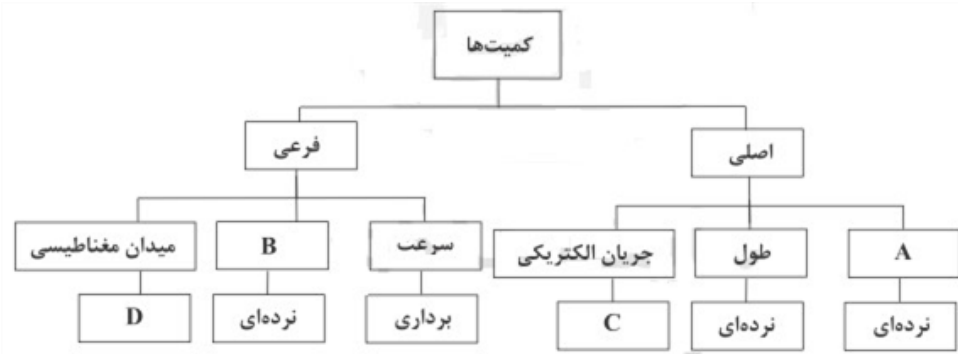 کمیت‌ها
اصلی
فرعی
A
طول
جریان الکتریکی
سرعت
B
میدان مغناطیسی
نرده‌ای
نرده‌ای
C
برداری
نرده‌ای
D